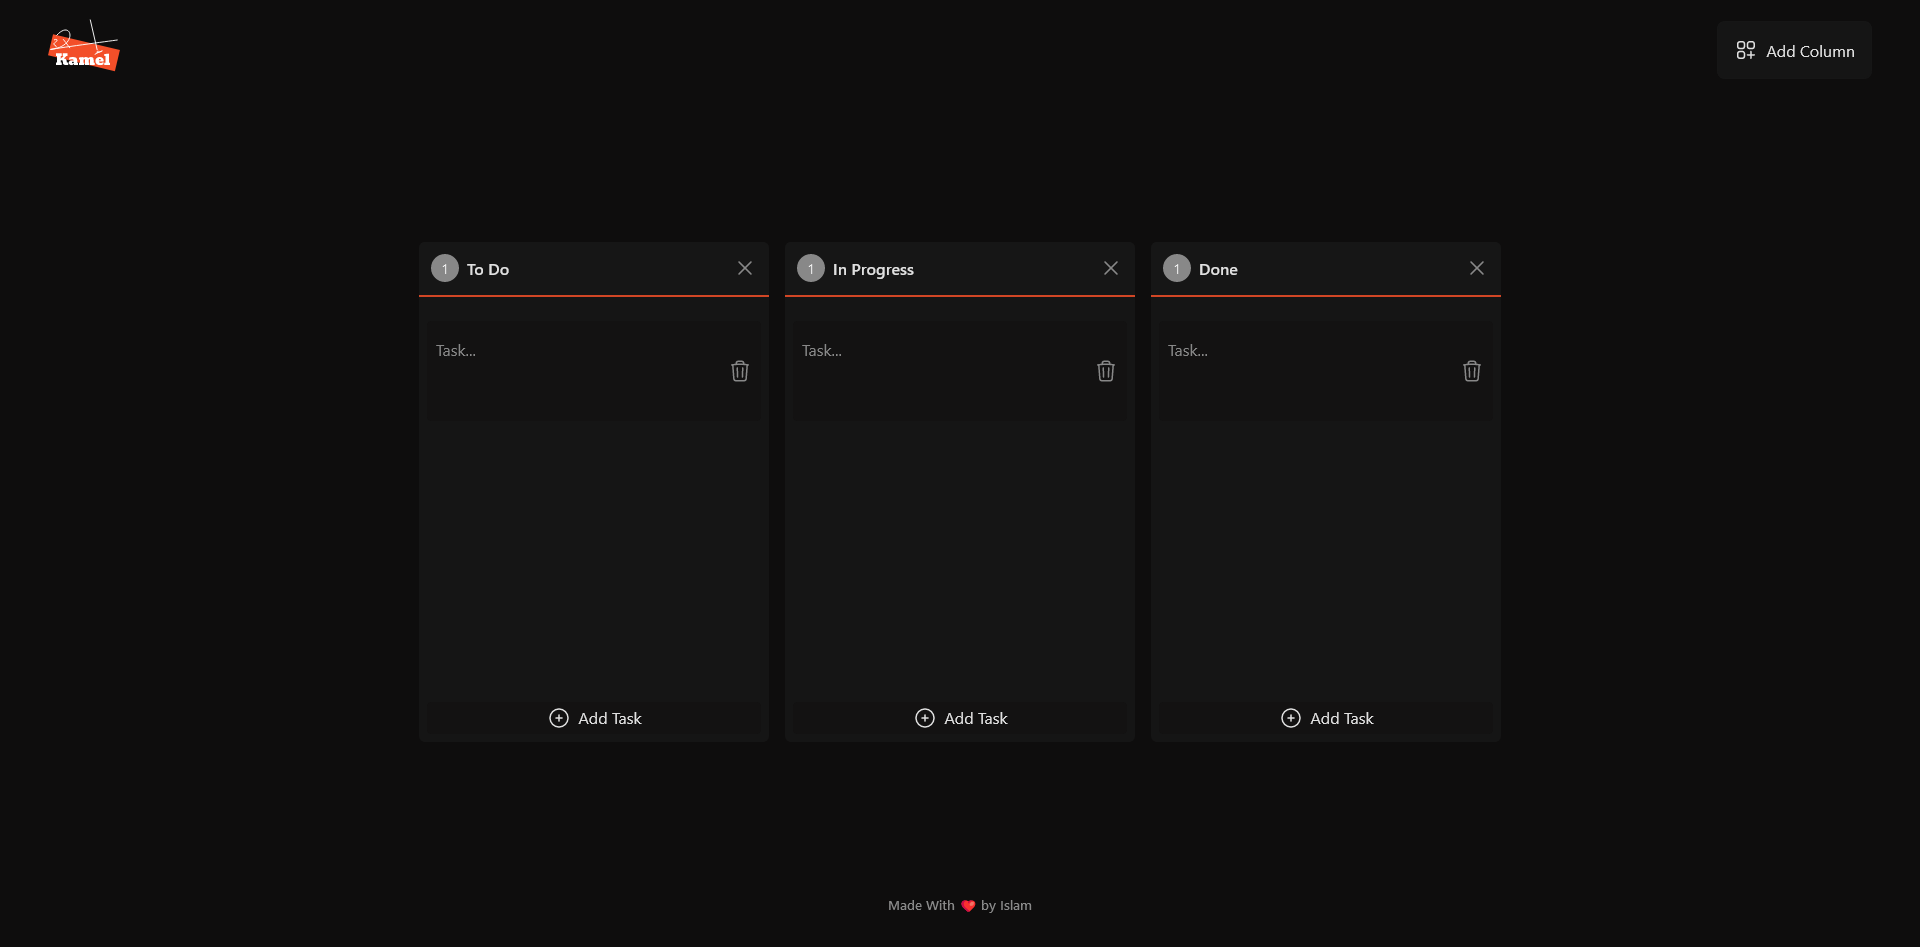 Kamel
Add Column
1 To Do
1 In Progress
1 Done
Task...
Task...
Task...
Add Task
Add Task
Add Task
Made With ❤️ by Islam